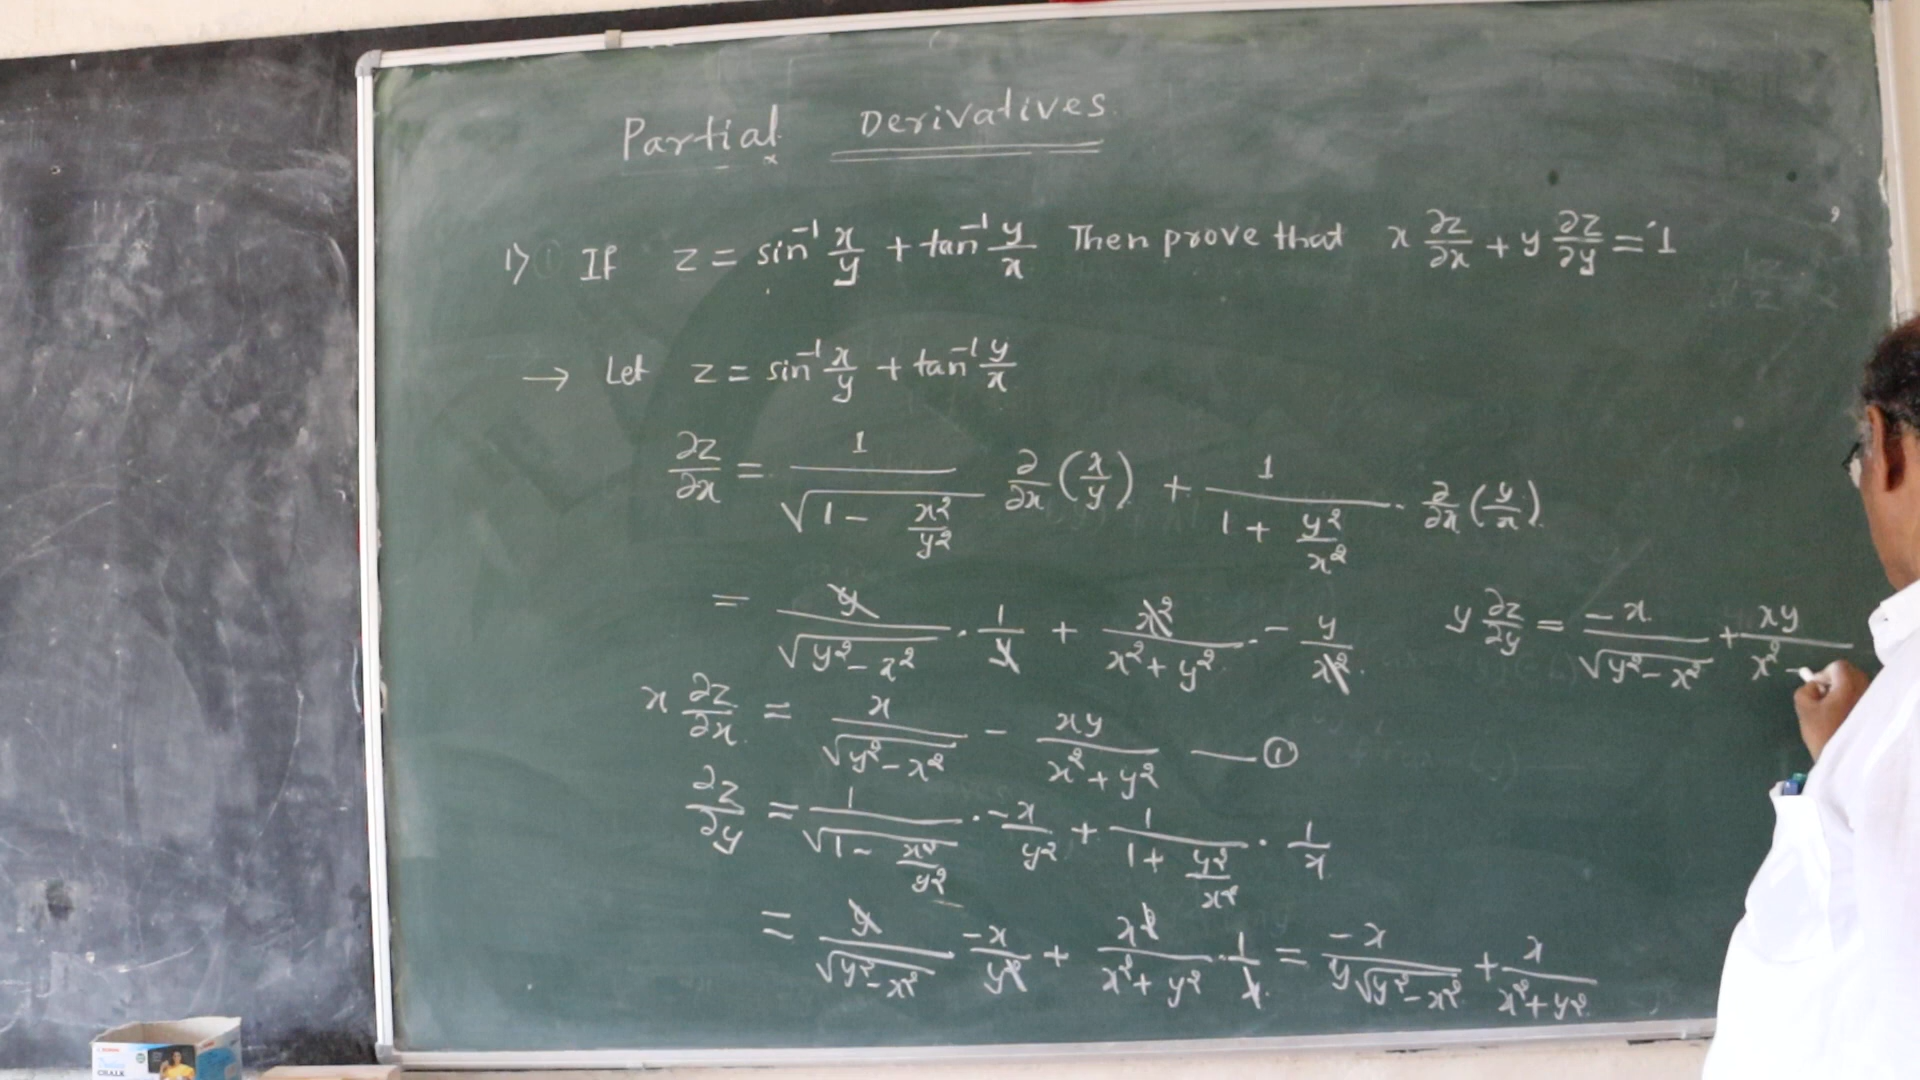 Partial Derivatives
1) If z = sin⁻¹ x/y + tan⁻¹ y/x Then prove that x ∂z/∂x + y ∂z/∂y = 1
→ Let z = sin⁻¹ x/y + tan⁻¹ y/x
∂z/∂x = 1/√(1 - x²/y²) ∂/∂x (x/y) + 1/(1 + y²/x²) · ∂/∂x (y/x)
= y/√(y² - x²) · 1/y + x²/(x² + y²) · - y/x²
x ∂z/∂x = x/√(y² - x²) - xy/(x² + y²) — ①
∂z/∂y = 1/√(1 - x²/y²) · -x/y² + 1/(1 + y²/x²) · 1/x
= y/√(y² - x²) -x/y² + x²/(x² + y²) · 1/x = -x/(y√(y² - x²)) + x/(x² + y²)
y ∂z/∂y = -x/√(y² - x²) + xy/x² -
CHALK